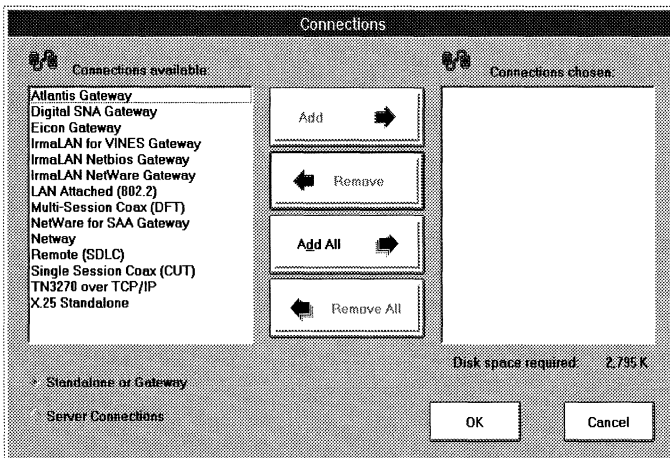 Connections
Connections available:
Connections chosen:
Atlantis Gateway
Digital SNA Gateway
Eicon Gateway
IrmaLAN for VINES Gateway
IrmaLAN Netbios Gateway
IrmaLAN NetWare Gateway
LAN Attached (802.2)
Multi-Session Coax (DFT)
NetWare for SAA Gateway
Netway
Remote (SDLC)
Single Session Coax (CUT)
TN3270 over TCP/IP
X.25 Standalone
Add
Remove
Add All
Remove All
Disk space required: 2,795 K
Standalone or Gateway
Server Connections
OK
Cancel